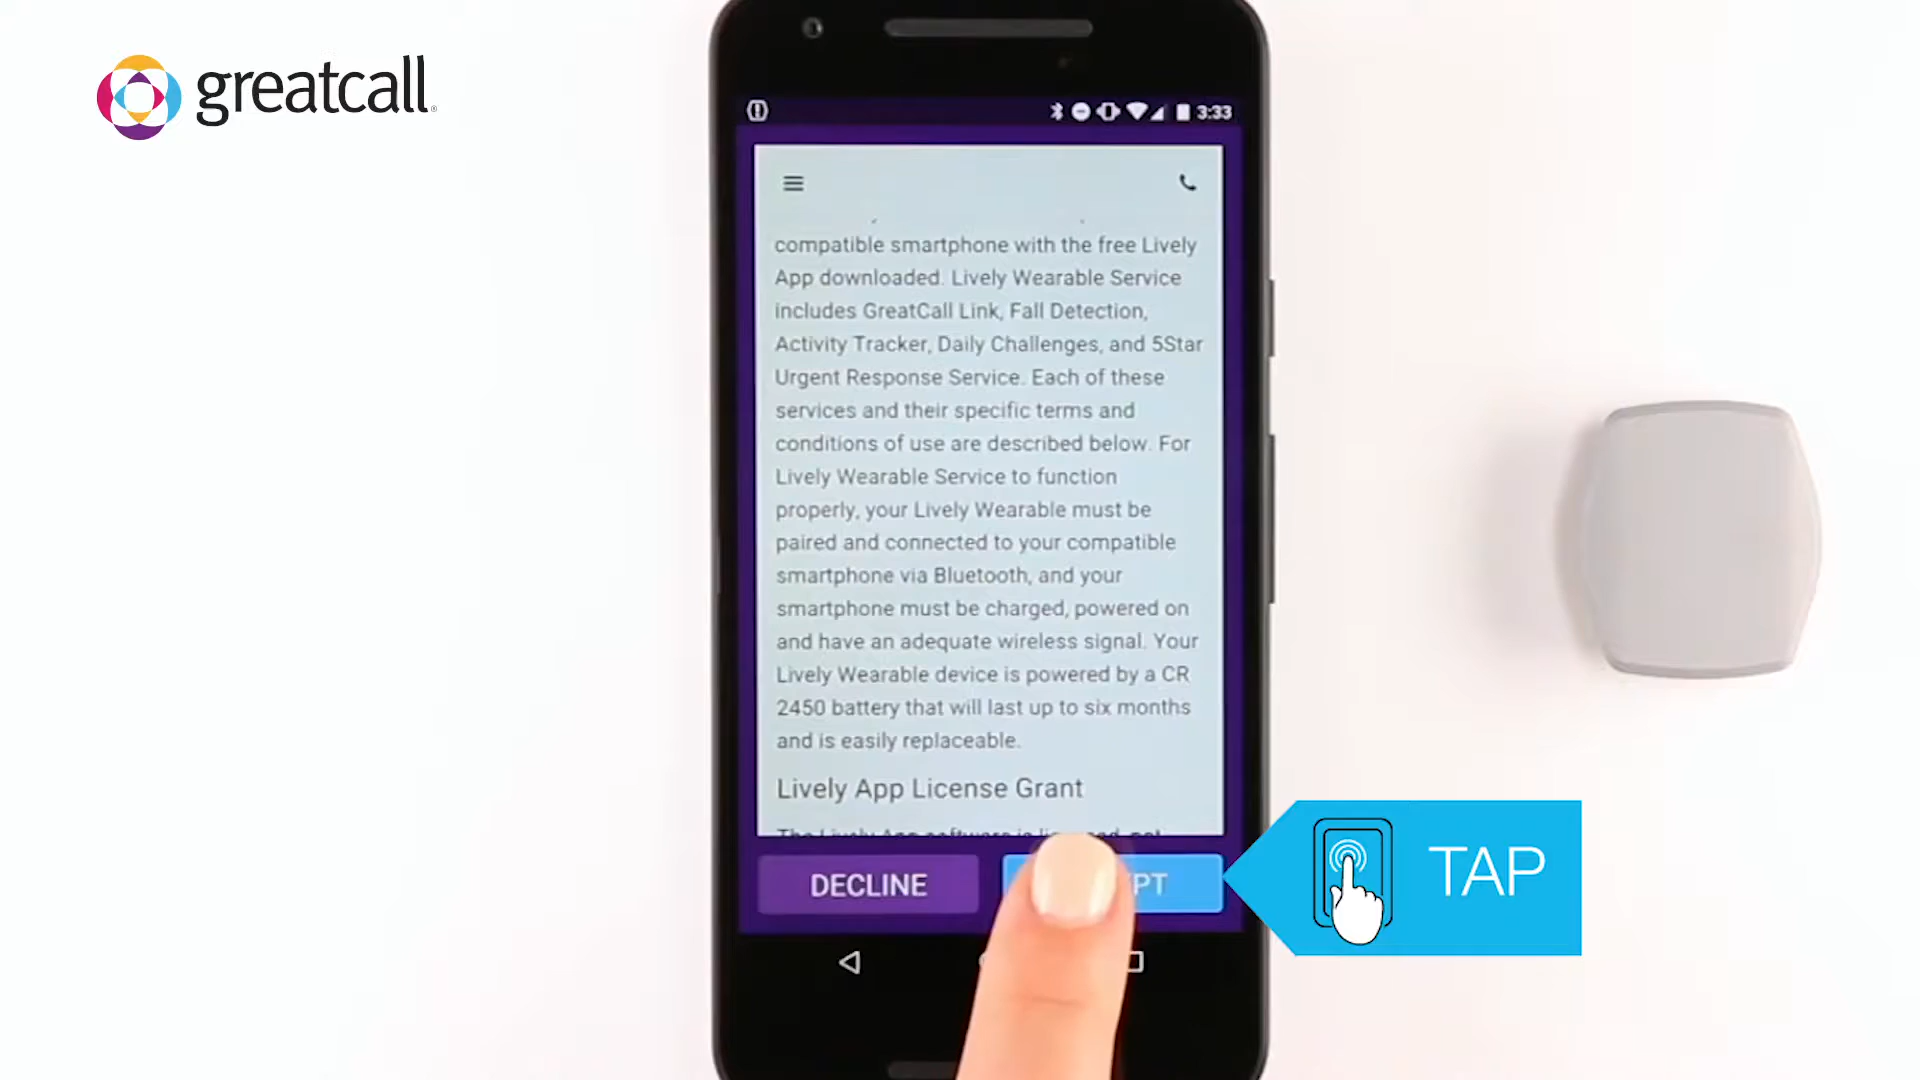 greatcall
3:33
compatible smartphone with the free Lively
App downloaded. Lively Wearable Service
includes GreatCall Link, Fall Detection,
Activity Tracker, Daily Challenges, and 5Star
Urgent Response Service. Each of these
services and their specific terms and
conditions of use are described below. For
Lively Wearable Service to function
properly, your Lively Wearable must be
paired and connected to your compatible
smartphone via Bluetooth, and your
smartphone must be charged, powered on
and have an adequate wireless signal. Your
Lively Wearable device is powered by a CR
2450 battery that will last up to six months
and is easily replaceable.
Lively App License Grant
The Lively App software is
DECLINE
PT
TAP